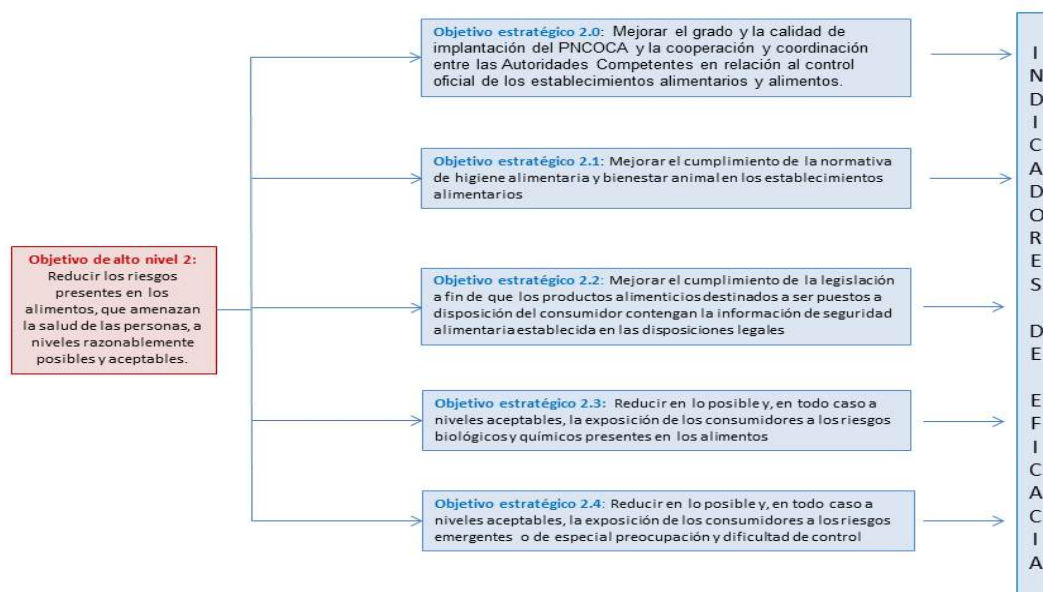 Objetivo de alto nivel 2:
Reducir los riesgos
presentes en los
alimentos, que amenazan
la salud de las personas, a
niveles razonablemente
posibles y aceptables.
Objetivo estratégico 2.0: Mejorar el grado y la calidad de
implantación del PNCOCA y la cooperación y coordinación
entre las Autoridades Competentes en relación al control
oficial de los establecimientos alimentarios y alimentos.
Objetivo estratégico 2.1: Mejorar el cumplimiento de la normativa
de higiene alimentaria y bienestar animal en los establecimientos
alimentarios
Objetivo estratégico 2.2: Mejorar el cumplimiento de la legislación
a fin de que los productos alimenticios destinados a ser puestos a
disposición del consumidor contengan la información de seguridad
alimentaria establecida en las disposiciones legales
Objetivo estratégico 2.3: Reducir en lo posible y, en todo caso a
niveles aceptables, la exposición de los consumidores a los riesgos
biológicos y químicos presentes en los alimentos
Objetivo estratégico 2.4: Reducir en lo posible y, en todo caso a
niveles aceptables, la exposición de los consumidores a los riesgos
emergentes o de especial preocupación y dificultad de control
INDICADORES DE EFICACIA